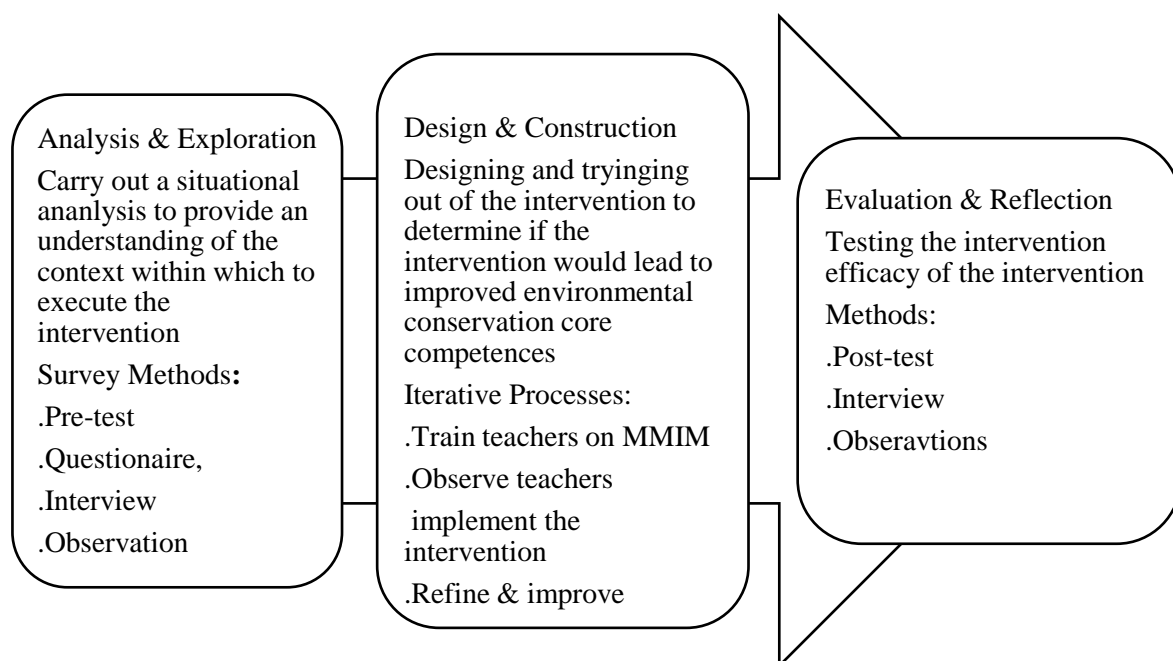 Analysis & Exploration
Carry out a situational
ananlysis to provide an
understanding of the
context within which to
execute the
intervention
Survey Methods:
.Pre-test
.Questionaire,
.Interview
.Observation
Design & Construction
Designing and tryinging
out of the intervention to
determine if the
intervention would lead to
improved environmental
conservation core
competences
Iterative Processes:
.Train teachers on MMIM
.Observe teachers
implement the
intervention
.Refine & improve
Evaluation & Reflection
Testing the intervention
efficacy of the intervention
Methods:
.Post-test
.Interview
.Obseravtions